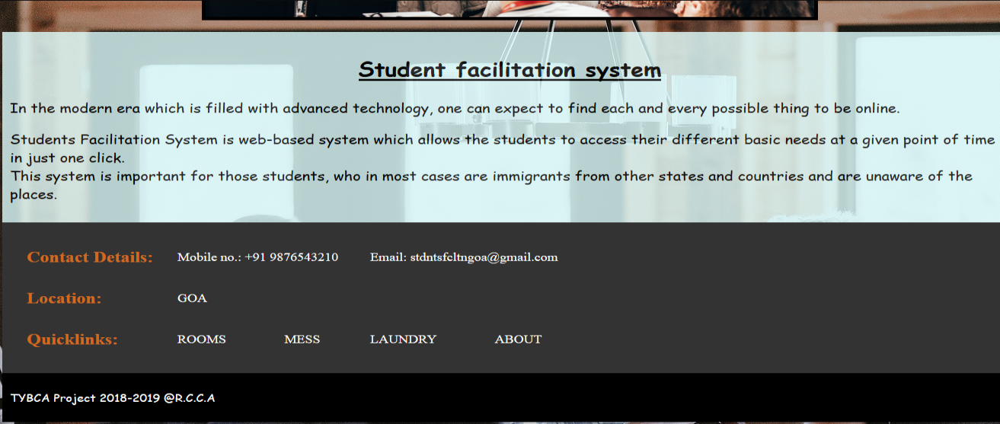 Student facilitation system
In the modern era which is filled with advanced technology, one can expect to find each and every possible thing to be online.
Students Facilitation System is web-based system which allows the students to access their different basic needs at a given point of time
in just one click.
This system is important for those students, who in most cases are immigrants from other states and countries and are unaware of the
places.
Contact Details: Mobile no.: +91 9876543210 Email: stdntsfcltngoa@gmail.com
Location: GOA
Quicklinks: ROOMS MESS LAUNDRY ABOUT
TYBCA Project 2018-2019 @R.C.C.A